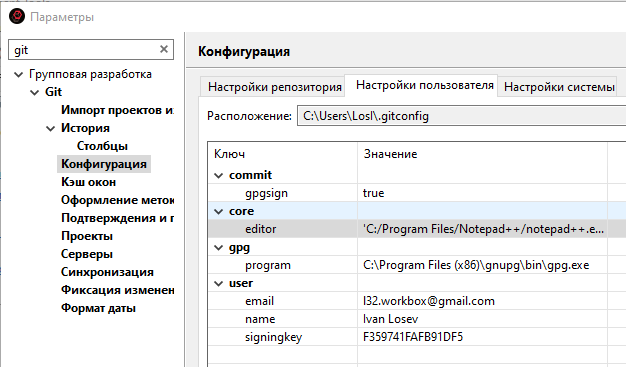 Параметры
git
Групповая разработка
Git
Импорт проектов из
История
Столбцы
Конфигурация
Кэш окон
Оформление меток
Подтверждения и п
Проекты
Серверы
Синхронизация
Фиксация изменен
Формат даты
Конфигурация
Настройки репозитория Настройки пользователя Настройки системы
Расположение: C:\Users\Losl\.gitconfig
Ключ Значение
commit
gpgsign true
core
editor 'C:/Program Files/Notepad++/notepad++.e...
gpg
program C:\Program Files (x86)\gnupg\bin\gpg.exe
user
email l32.workbox@gmail.com
name Ivan Losev
signingkey F359741FAFB91DF5